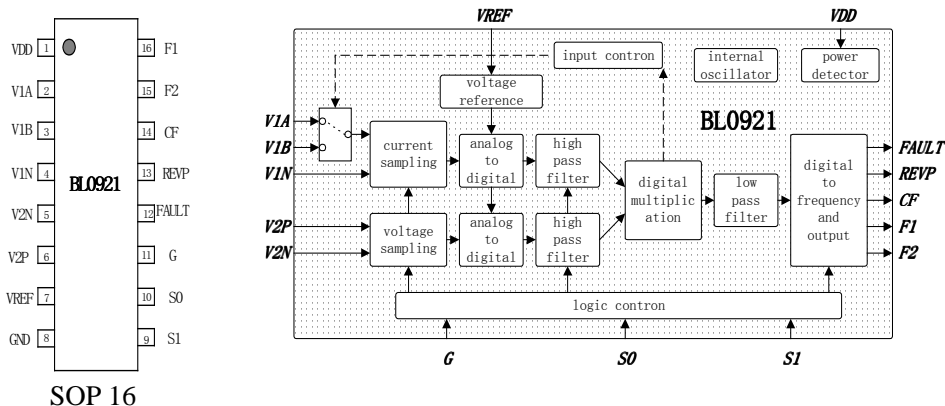 VDD 1 16 F1
V1A 2 15 F2
V1B 3 14 CF
V1N 4 13 REVP
BL0921
V2N 5 12 FAULT
V2P 6 11 G
VREF 7 10 S0
GND 8 9 S1
SOP 16
VREF VDD
input contron
internal
oscillator
power
detector
voltage
reference
BL0921
V1A
V1B
V1N
V2P
V2N
current
sampling
analog
to
digital
high
pass
filter
voltage
sampling
analog
to
digital
high
pass
filter
digital
multiplic
ation
low
pass
filter
digital
to
frequency
and
output
FAULT
REVP
CF
F1
F2
logic contron
G S0 S1